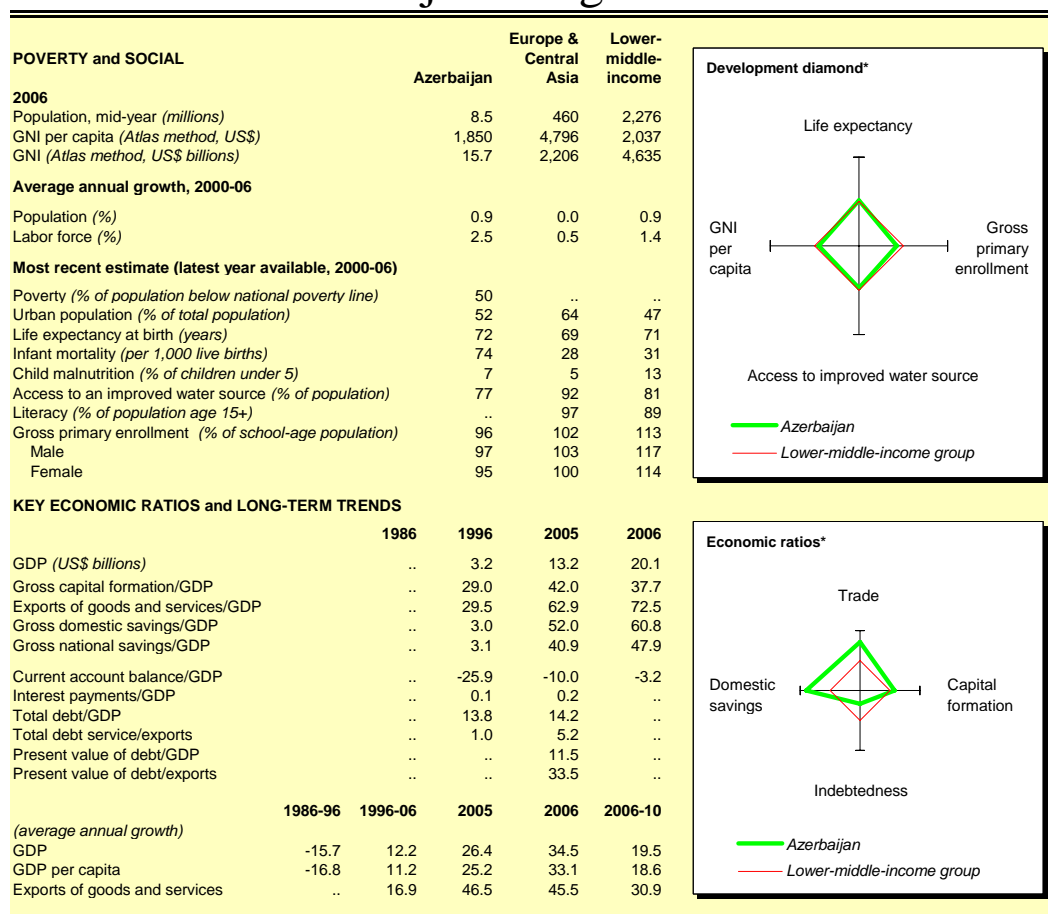 POVERTY and SOCIAL Azerbaijan Europe & Central Asia Lower-middle-income
2006
Population, mid-year (millions) 8.5 460 2,276
GNI per capita (Atlas method, US$) 1,850 4,796 2,037
GNI (Atlas method, US$ billions) 15.7 2,206 4,635
Average annual growth, 2000-06
Population (%) 0.9 0.0 0.9
Labor force (%) 2.5 0.5 1.4
Most recent estimate (latest year available, 2000-06)
Poverty (% of population below national poverty line) 50 .. ..
Urban population (% of total population) 52 64 47
Life expectancy at birth (years) 72 69 71
Infant mortality (per 1,000 live births) 74 28 31
Child malnutrition (% of children under 5) 7 5 13
Access to an improved water source (% of population) 77 92 81
Literacy (% of population age 15+) .. 97 89
Gross primary enrollment (% of school-age population) 96 102 113
Male 97 103 117
Female 95 100 114
Development diamond*
Life expectancy
GNI per capita
Gross primary enrollment
Access to improved water source
Azerbaijan
Lower-middle-income group
KEY ECONOMIC RATIOS and LONG-TERM TRENDS
1986 1996 2005 2006
GDP (US$ billions) .. 3.2 13.2 20.1
Gross capital formation/GDP .. 29.0 42.0 37.7
Exports of goods and services/GDP .. 29.5 62.9 72.5
Gross domestic savings/GDP .. 3.0 52.0 60.8
Gross national savings/GDP .. 3.1 40.9 47.9
Current account balance/GDP .. -25.9 -10.0 -3.2
Interest payments/GDP .. 0.1 0.2 ..
Total debt/GDP .. 13.8 14.2 ..
Total debt service/exports .. 1.0 5.2 ..
Present value of debt/GDP .. .. 11.5 ..
Present value of debt/exports .. .. 33.5 ..
1986-96 1996-06 2005 2006 2006-10
(average annual growth)
GDP -15.7 12.2 26.4 34.5 19.5
GDP per capita -16.8 11.2 25.2 33.1 18.6
Exports of goods and services .. 16.9 46.5 45.5 30.9
Economic ratios*
Trade
Domestic savings
Capital formation
Indebtedness
Azerbaijan
Lower-middle-income group